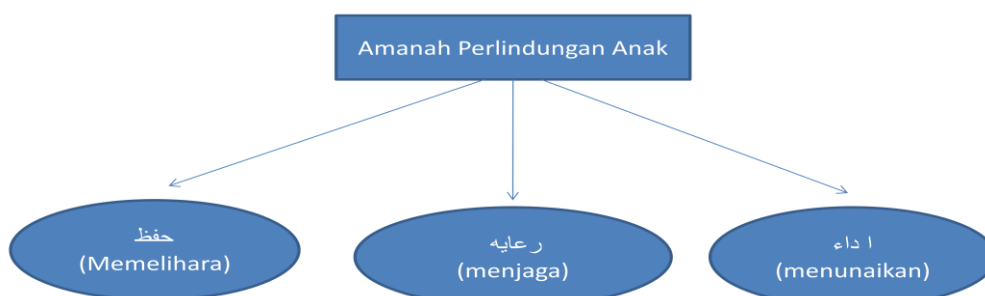 Amanah Perlindungan Anak
حفظ
(Memelihara)
رعايه
(menjaga)
ا داء
(menunaikan)